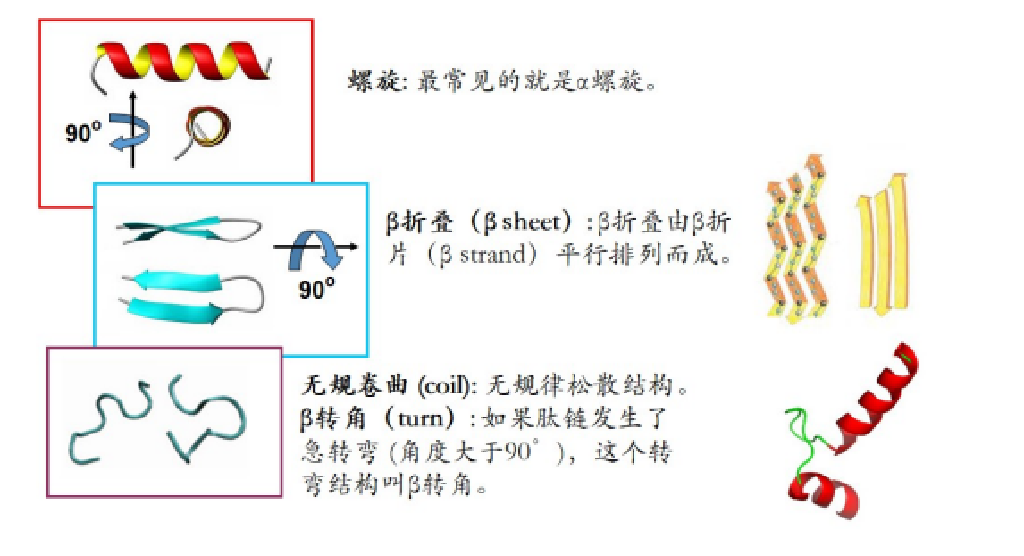 螺旋: 最常见的就是α螺旋。
90°
β折叠（β sheet）:β折叠由β折
片（β strand）平行排列而成。
90°
无规卷曲 (coil): 无规律松散结构。
β转角（turn）:如果肽链发生了
急转弯 (角度大于90°)，这个转
弯结构叫β转角。